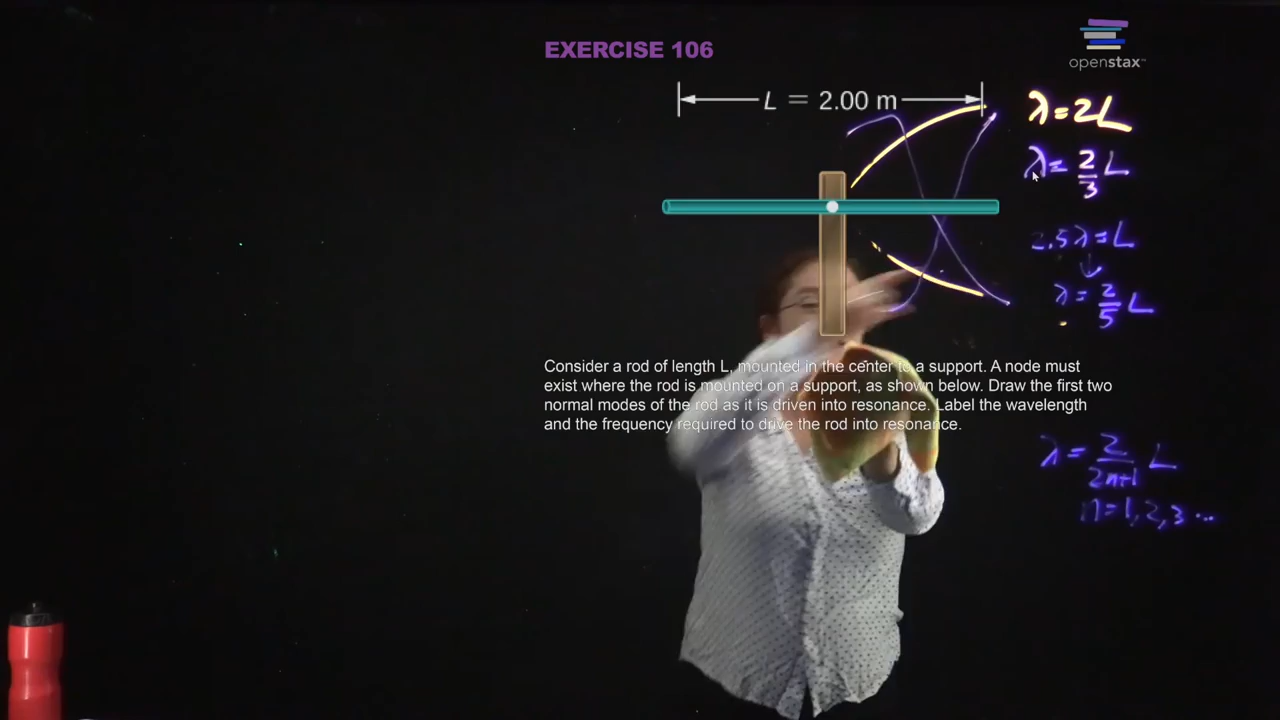 EXERCISE 106
openstax™
L = 2.00 m
λ = 2L
λ = 2/3 L
2.5λ = L
λ = 2/5 L
Consider a rod of length L, mounted in the center to a support. A node must
exist where the rod is mounted on a support, as shown below. Draw the first two
normal modes of the rod as it is driven into resonance. Label the wavelength
and the frequency required to drive the rod into resonance.
λ = 2/2n+1 L
n = 1, 2, 3 ...